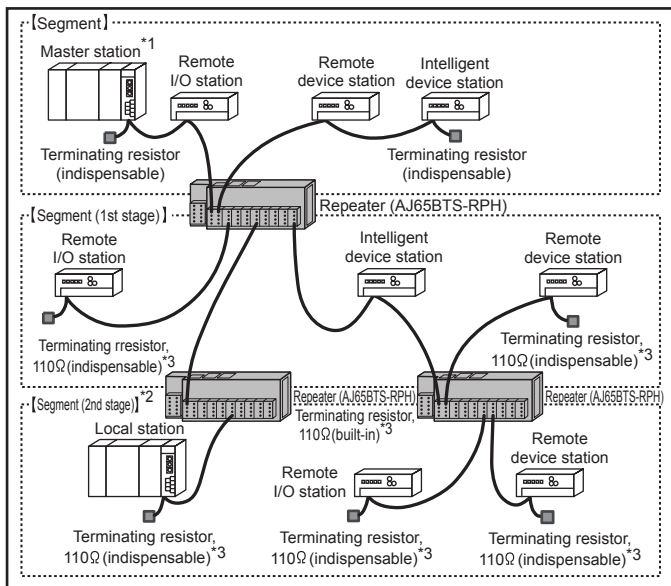 【Segment】
Master station*1
Remote
I/O station
Remote
device station
Intelligent
device station
Terminating resistor
(indispensable)
Terminating resistor
(indispensable)
Repeater (AJ65BTS-RPH)
【Segment (1st stage)】
Remote
I/O station
Intelligent
device station
Remote
device station
Terminating rresistor,
110Ω(indispensable)*3
Terminating resistor,
110Ω(indispensable)*3
【Segment (2nd stage)】*2
Repeater (AJ65BTS-RPH)
Repeater (AJ65BTS-RPH)
Terminating resistor,
110Ω(built-in)*3
Local station
Remote
I/O station
Remote
device station
Terminating resistor,
110Ω(indispensable)*3
Terminating resistor,
110Ω(indispensable)*3
Terminating resistor,
110Ω(indispensable)*3